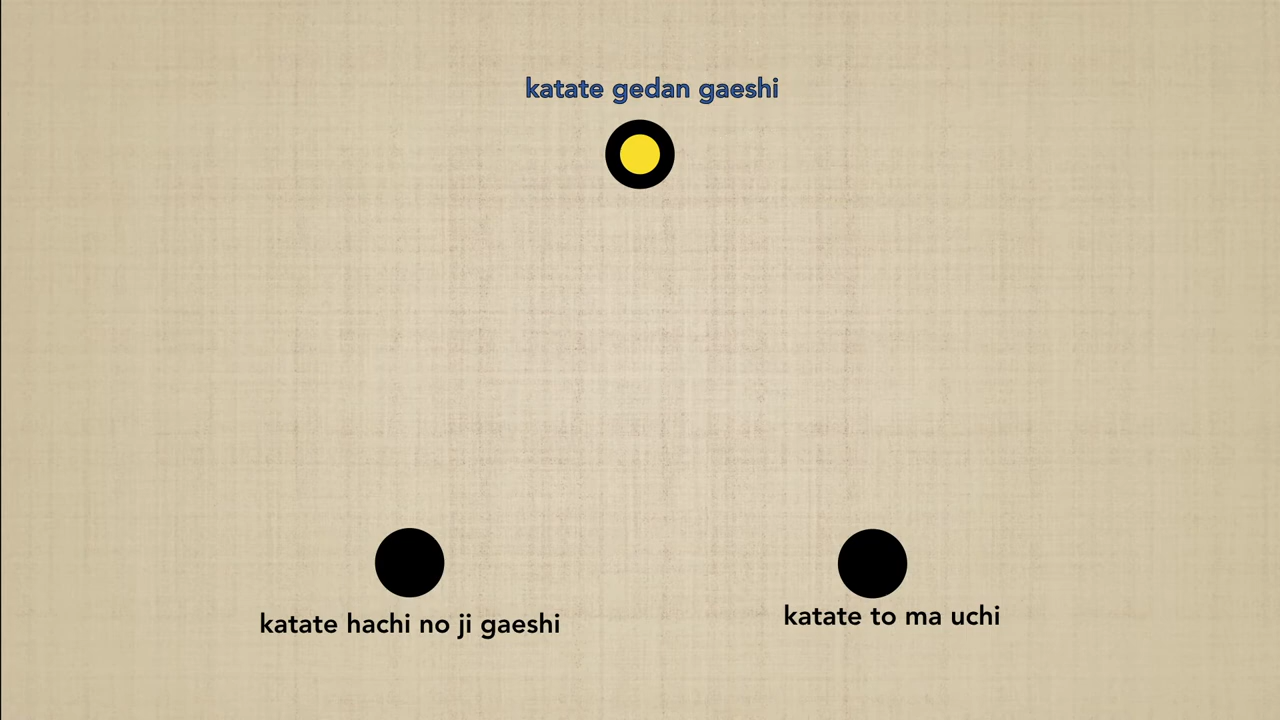 katate gedan gaeshi
katate hachi no ji gaeshi
katate to ma uchi